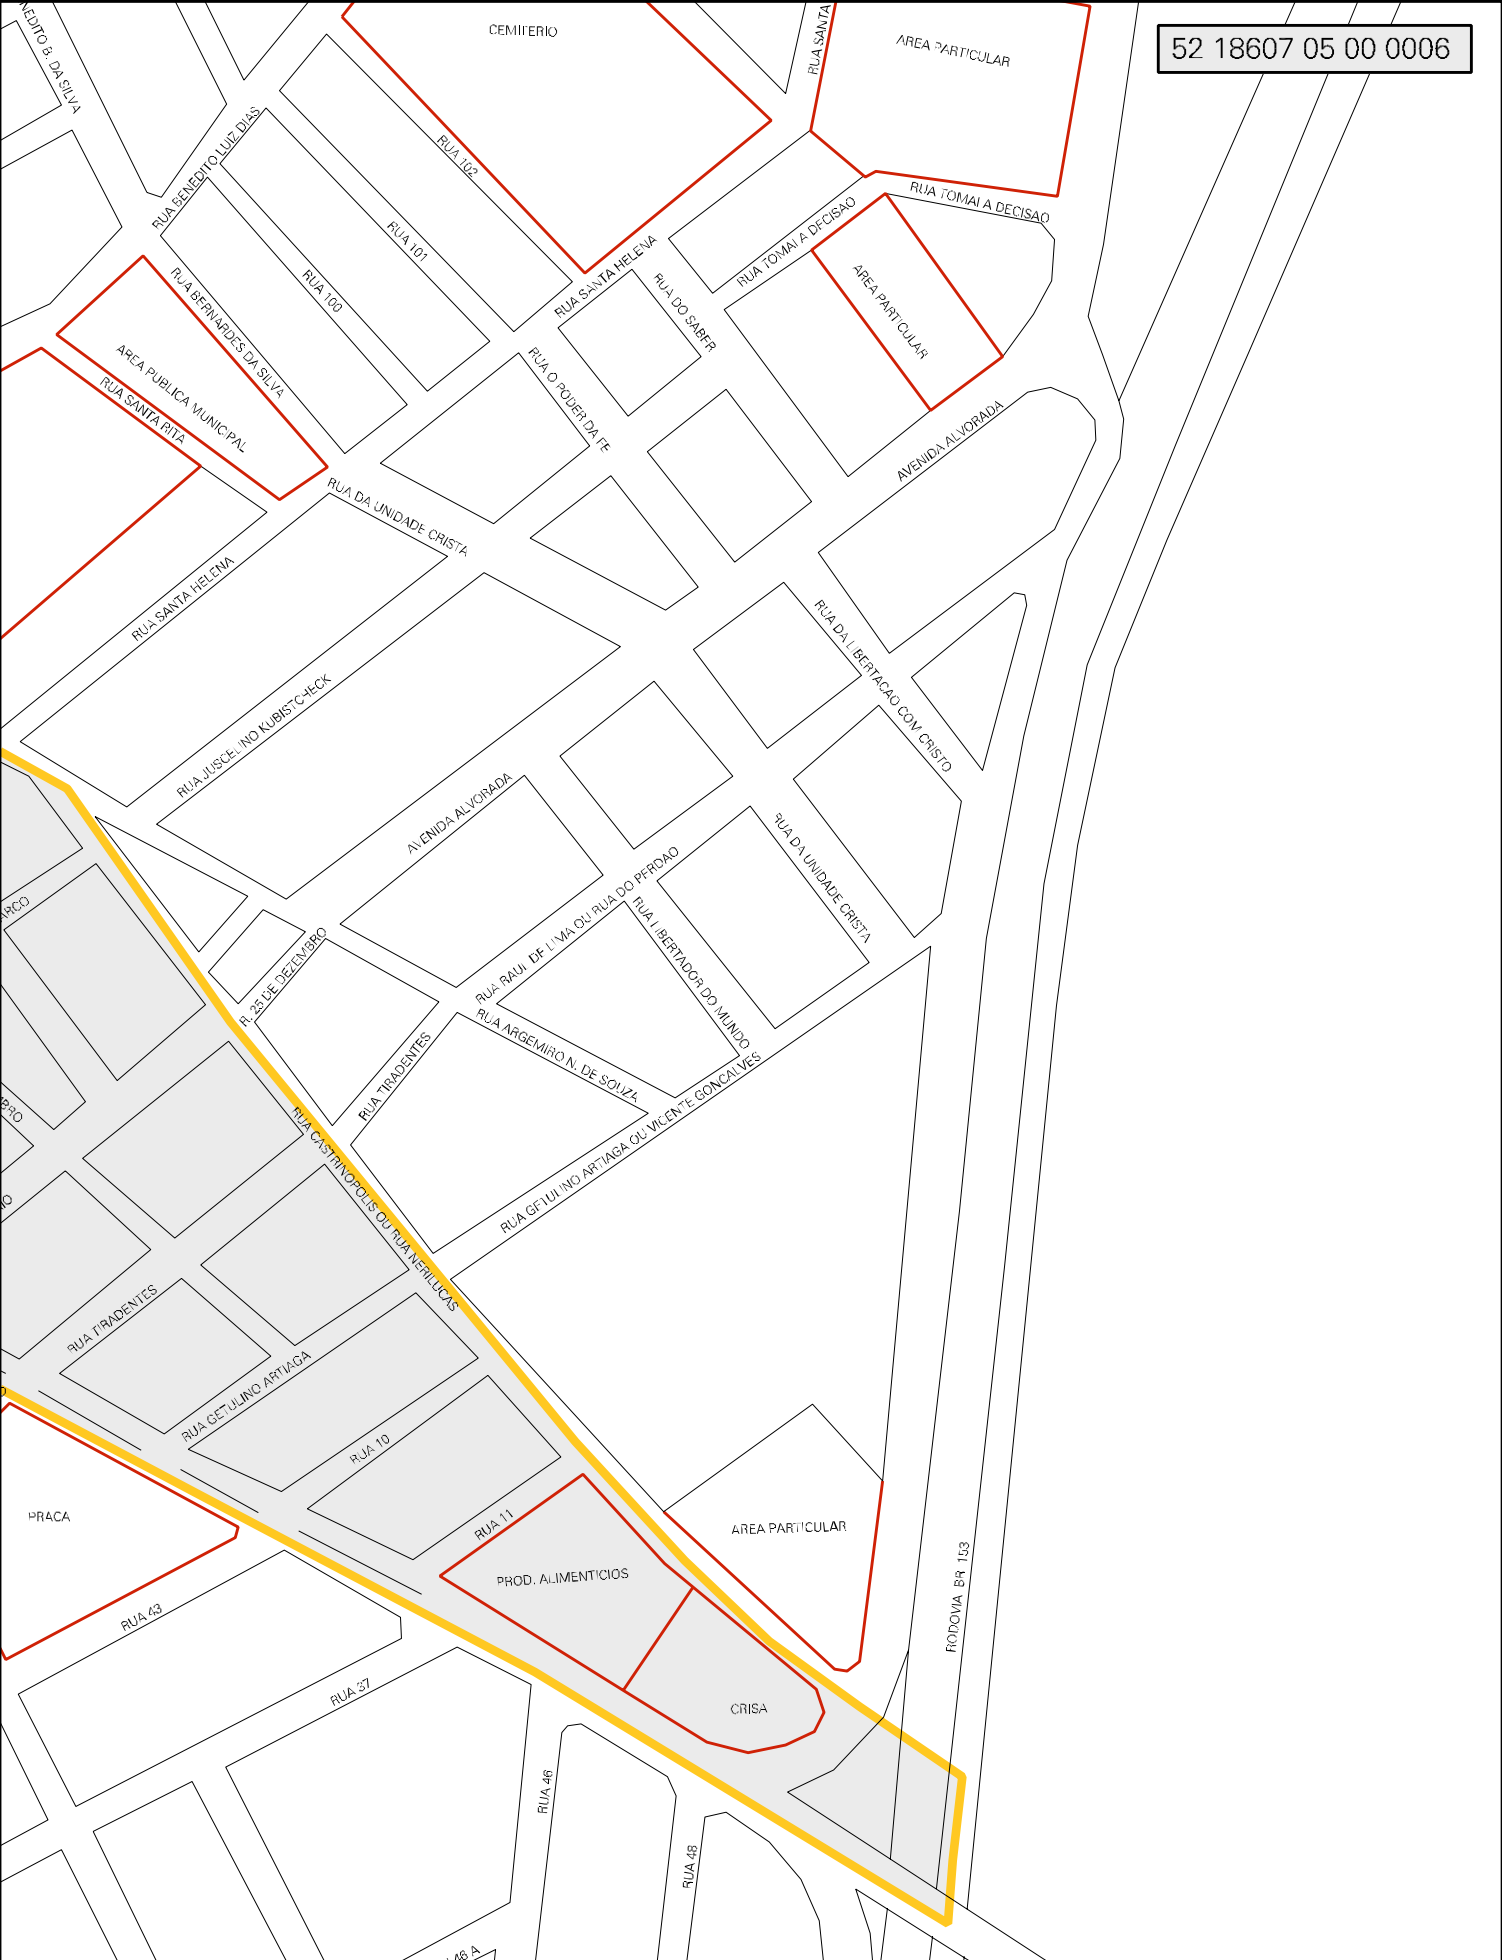 52 18607 05 00 0006
CEMITERIO
AREA PARTICULAR
RUA SANTA
RUA BENEDITO LUIZ DIAS
RUA 102
RUA 101
RUA 100
RUA TOMAI A DECISAO
RUA TOMAI A DECISAO
RUA SANTA HELENA
RUA DO SABER
AREA PARTICULAR
RUA BERNARDES DA SILVA
AREA PUBLICA MUNICIPAL
RUA SANTA RITA
RUA O PODER DA FE
AVENIDA ALVORADA
RUA DA UNIDADE CRISTA
RUA SANTA HELENA
RUA DA LIBERTACAO COM CRISTO
RUA JUSCELINO KUBISTCHECK
AVENIDA ALVORADA
RUA DA UNIDADE CRISTA
RUA RAUL DE LIMA OU RUA DO PERDAO
RUA LIBERTADOR DO MUNDO
R. 25 DE DEZEMBRO
RUA ARGEMIRO N. DE SOUZA
RUA TIRADENTES
RUA GETULINO ARTIAGA OU VICENTE GONCALVES
RUA CASTRINOPOLIS OU RUA NERILUCAS
RUA TIRADENTES
RUA GETULINO ARTIAGA
RUA 10
RUA 11
PRACA
AREA PARTICULAR
PROD. ALIMENTICIOS
RODOVIA BR 153
RUA 43
RUA 37
CRISA
RUA 46
RUA 48
46 A
EDITO B. DA SILVA
ARCO